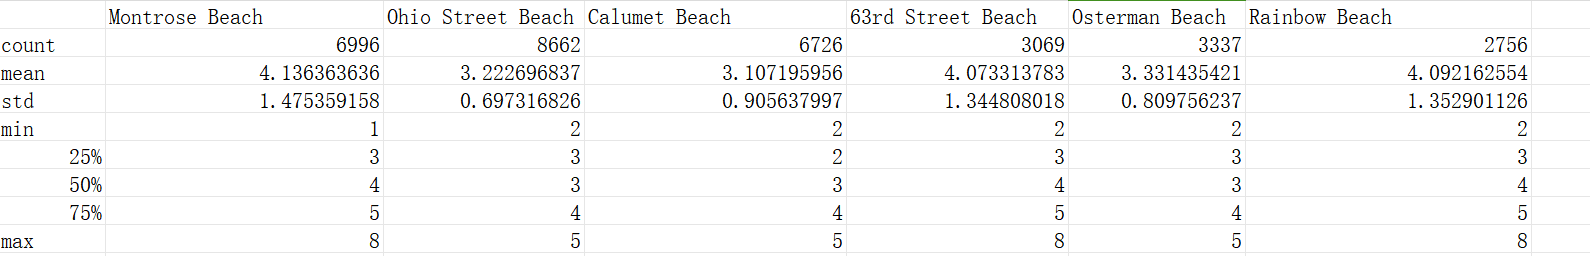 Montrose Beach Ohio Street Beach Calumet Beach 63rd Street Beach Osterman Beach Rainbow Beach
count 6996 8662 6726 3069 3337 2756
mean 4.136363636 3.222696837 3.107195956 4.073313783 3.331435421 4.092162554
std 1.475359158 0.697316826 0.905637997 1.344808018 0.809756237 1.352901126
min 1 2 2 2 2 2
25% 3 3 2 3 3 3
50% 4 3 3 4 3 4
75% 5 4 4 5 4 5
max 8 5 5 8 5 8